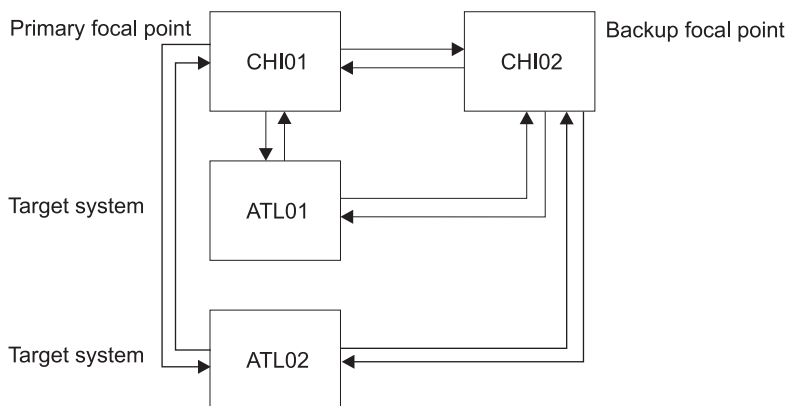 Primary focal point
Backup focal point
CHI01
CHI02
Target system
ATL01
Target system
ATL02